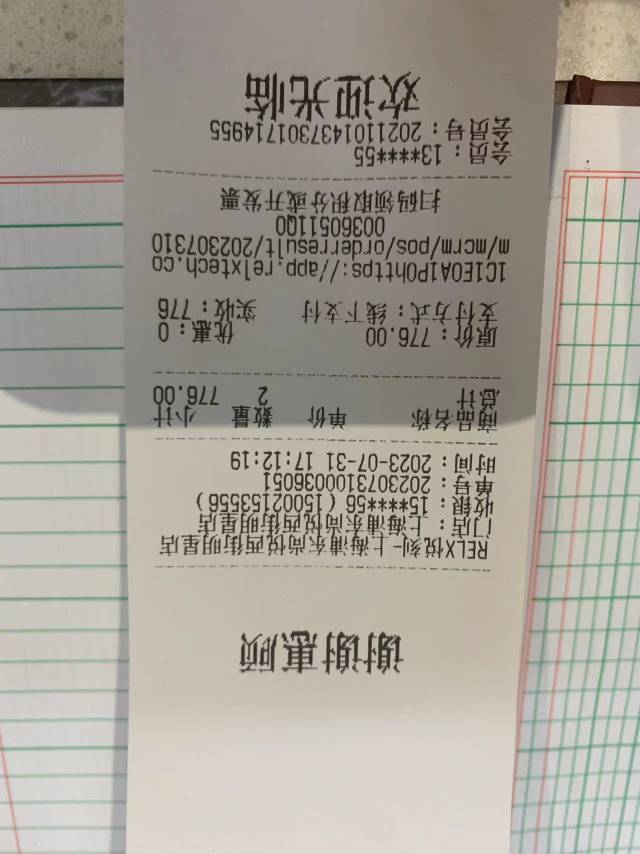 谢谢惠顾
RELX悦刻-上海浦东尚悦西街明星店
门店：上海浦东尚悦西街明星店
收银：15*****56 (15002153556)
单号：2023073100036051
时间：2023-07-31 17:12:19
商品名称 单价 数量 小计
总计 2 776.00
原价：776.00 优惠：0
支付方式：线下支付 实收：776
1C1E0A1P0https://app.relxtech.co
m/mcrm/pos/orderresult/202307310
00360511Q0
扫码领取积分或开发票
会员：13*****55
会员号：2021101437301714955
欢迎光临